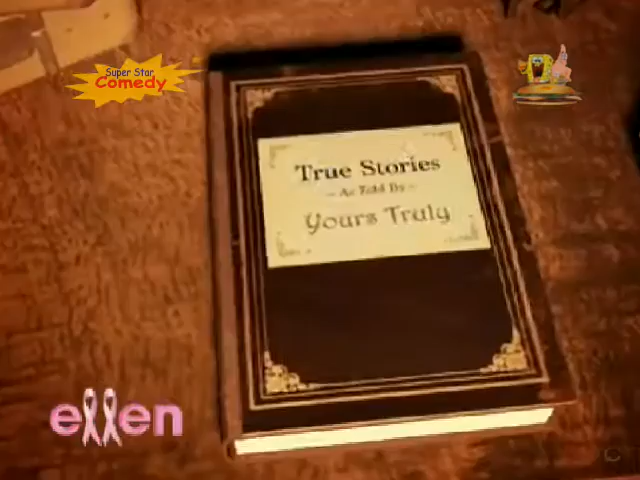 Super Star
Comedy
True Stories
~ As Told By ~
Yours Truly
ellen